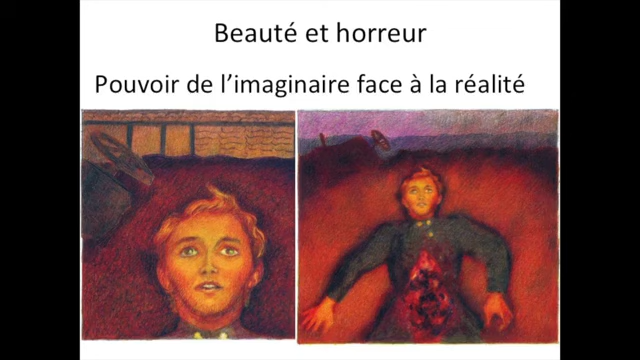 Beauté et horreur
Pouvoir de l’imaginaire face à la réalité